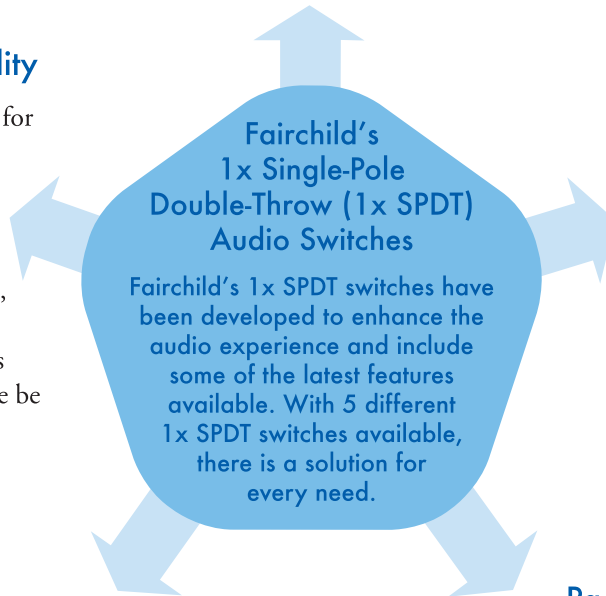 lity
for
Fairchild's
1x Single-Pole
Double-Throw (1x SPDT)
Audio Switches
Fairchild's 1x SPDT switches have
been developed to enhance the
audio experience and include
some of the latest features
available. With 5 different
1x SPDT switches available,
there is a solution for
every need.
,
s
e be